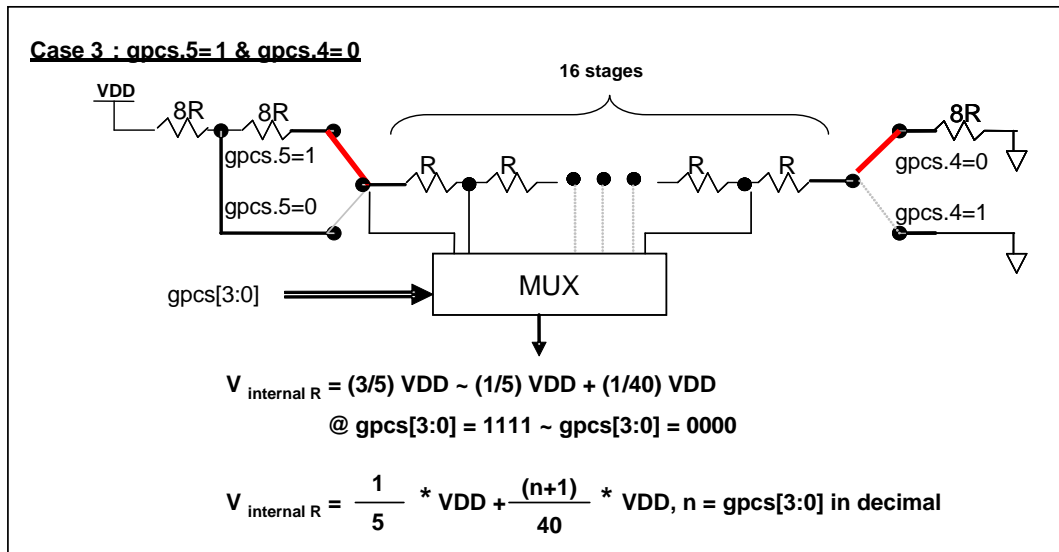 Case 3 : gpcs.5=1 & gpcs.4=0
16 stages
VDD
8R 8R 8R
gpcs.5=1 R R R R gpcs.4=0
gpcs.5=0 gpcs.4=1
MUX
gpcs[3:0]
V internal R = (3/5) VDD ~ (1/5) VDD + (1/40) VDD
@ gpcs[3:0] = 1111 ~ gpcs[3:0] = 0000
V internal R = 1/5 * VDD + (n+1)/40 * VDD, n = gpcs[3:0] in decimal